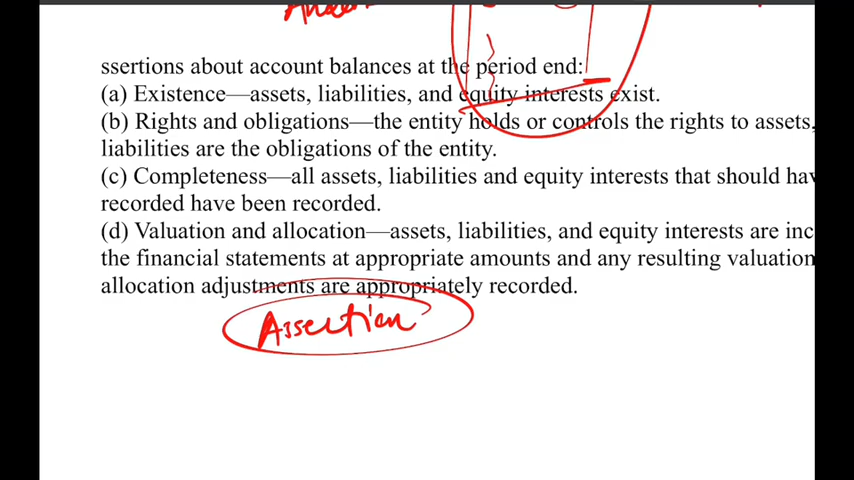 ssertions about account balances at the period end:
(a) Existence—assets, liabilities, and equity interests exist.
(b) Rights and obligations—the entity holds or controls the rights to assets,
liabilities are the obligations of the entity.
(c) Completeness—all assets, liabilities and equity interests that should hav
recorded have been recorded.
(d) Valuation and allocation—assets, liabilities, and equity interests are inc
the financial statements at appropriate amounts and any resulting valuation
allocation adjustments are appropriately recorded.
Assertion